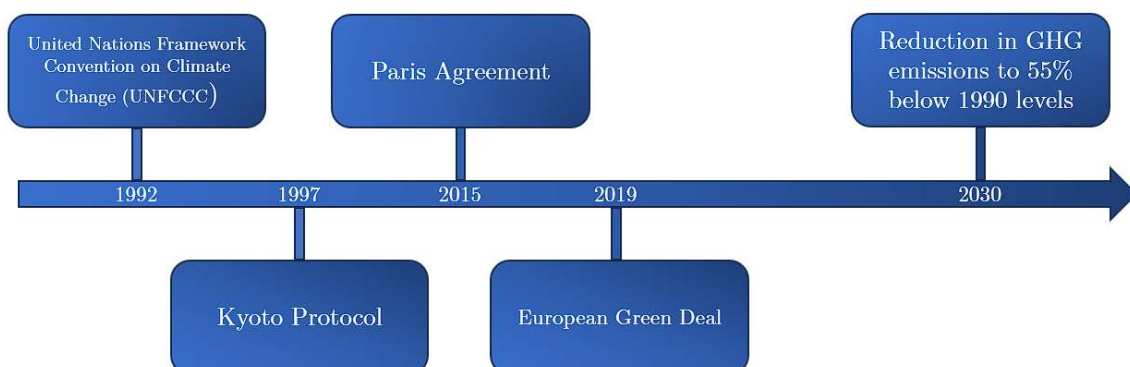 United Nations Framework
Convention on Climate
Change (UNFCCC)
Paris Agreement
Reduction in GHG
emissions to 55%
below 1990 levels
1992
1997
2015
2019
2030
Kyoto Protocol
European Green Deal